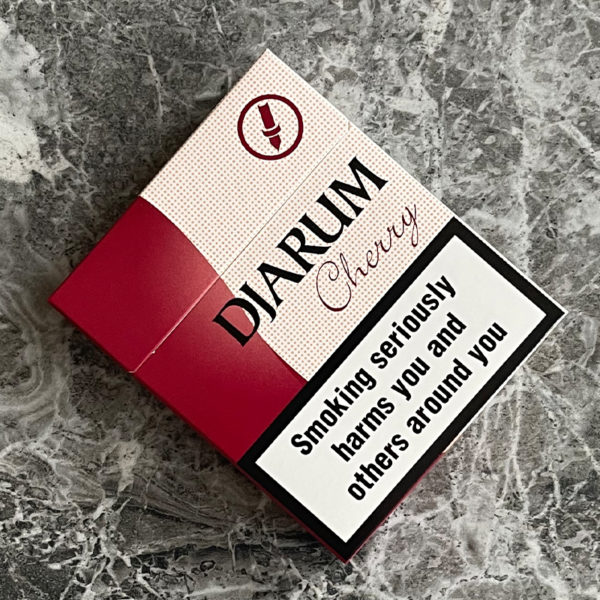 DJARUM
Cherry
Smoking seriously
harms you and
others around you